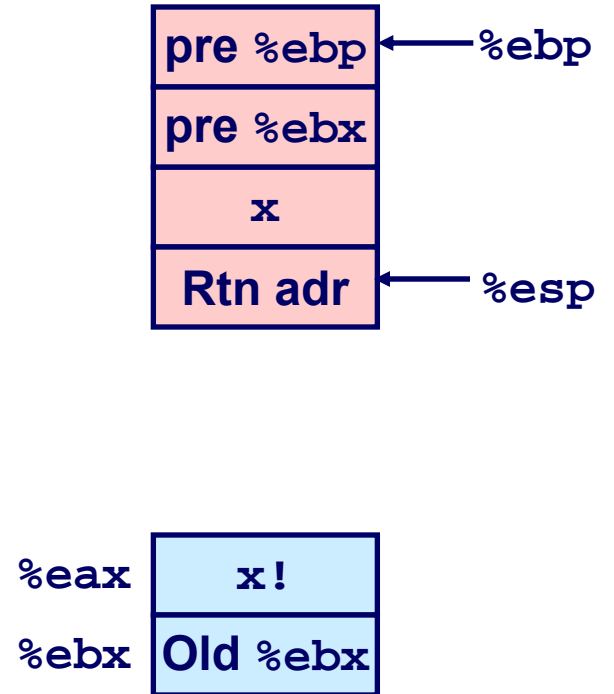 pre %ebp %ebp
pre %ebx
x
Rtn adr %esp
%eax x!
%ebx Old %ebx